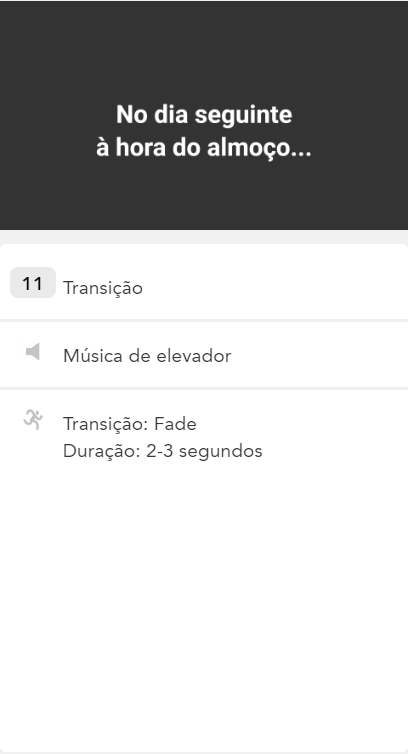 No dia seguinte
à hora do almoço...
11 Transição
Música de elevador
Transição: Fade
Duração: 2-3 segundos